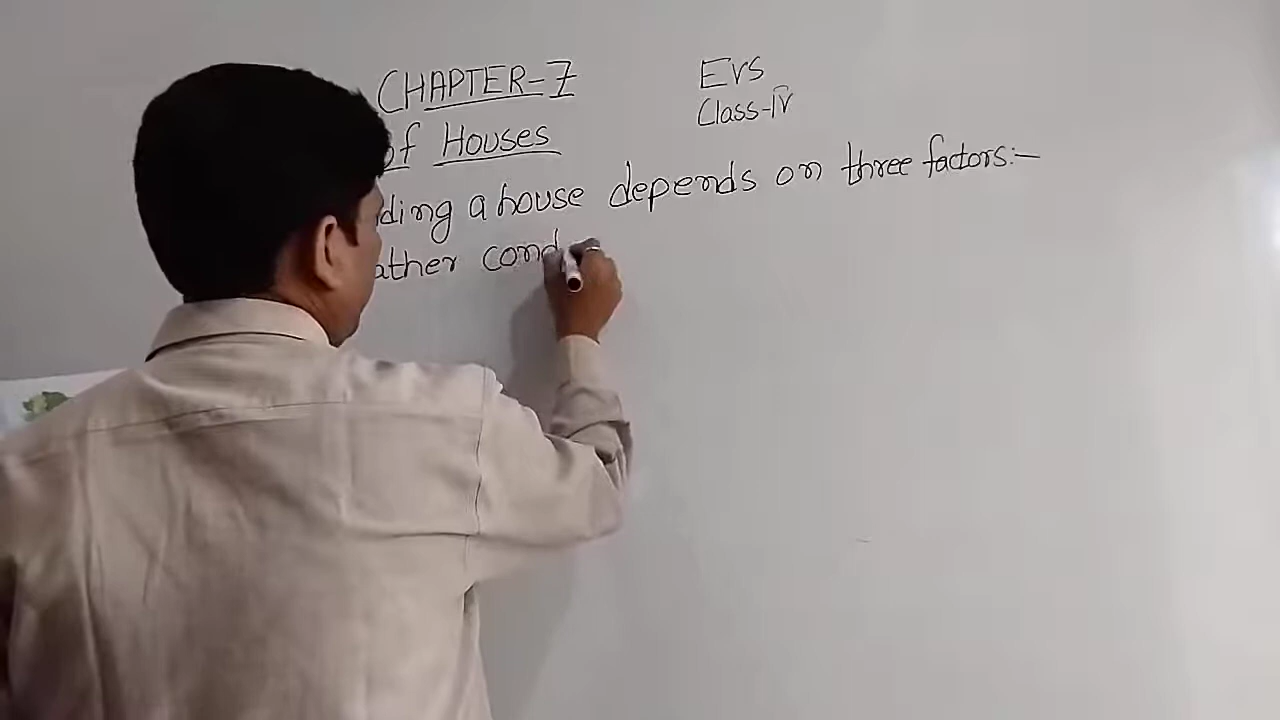 CHAPTER-7
EVS
Class-IV
of Houses
ding a house depends on three factors:-
ather cond